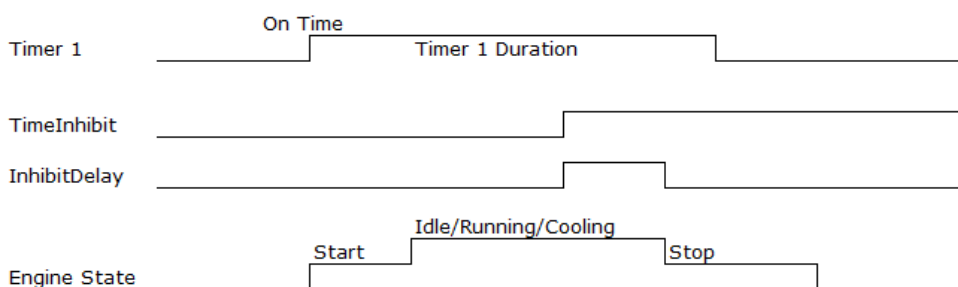 On Time
Timer 1
Timer 1 Duration
TimeInhibit
InhibitDelay
Idle/Running/Cooling
Start
Stop
Engine State